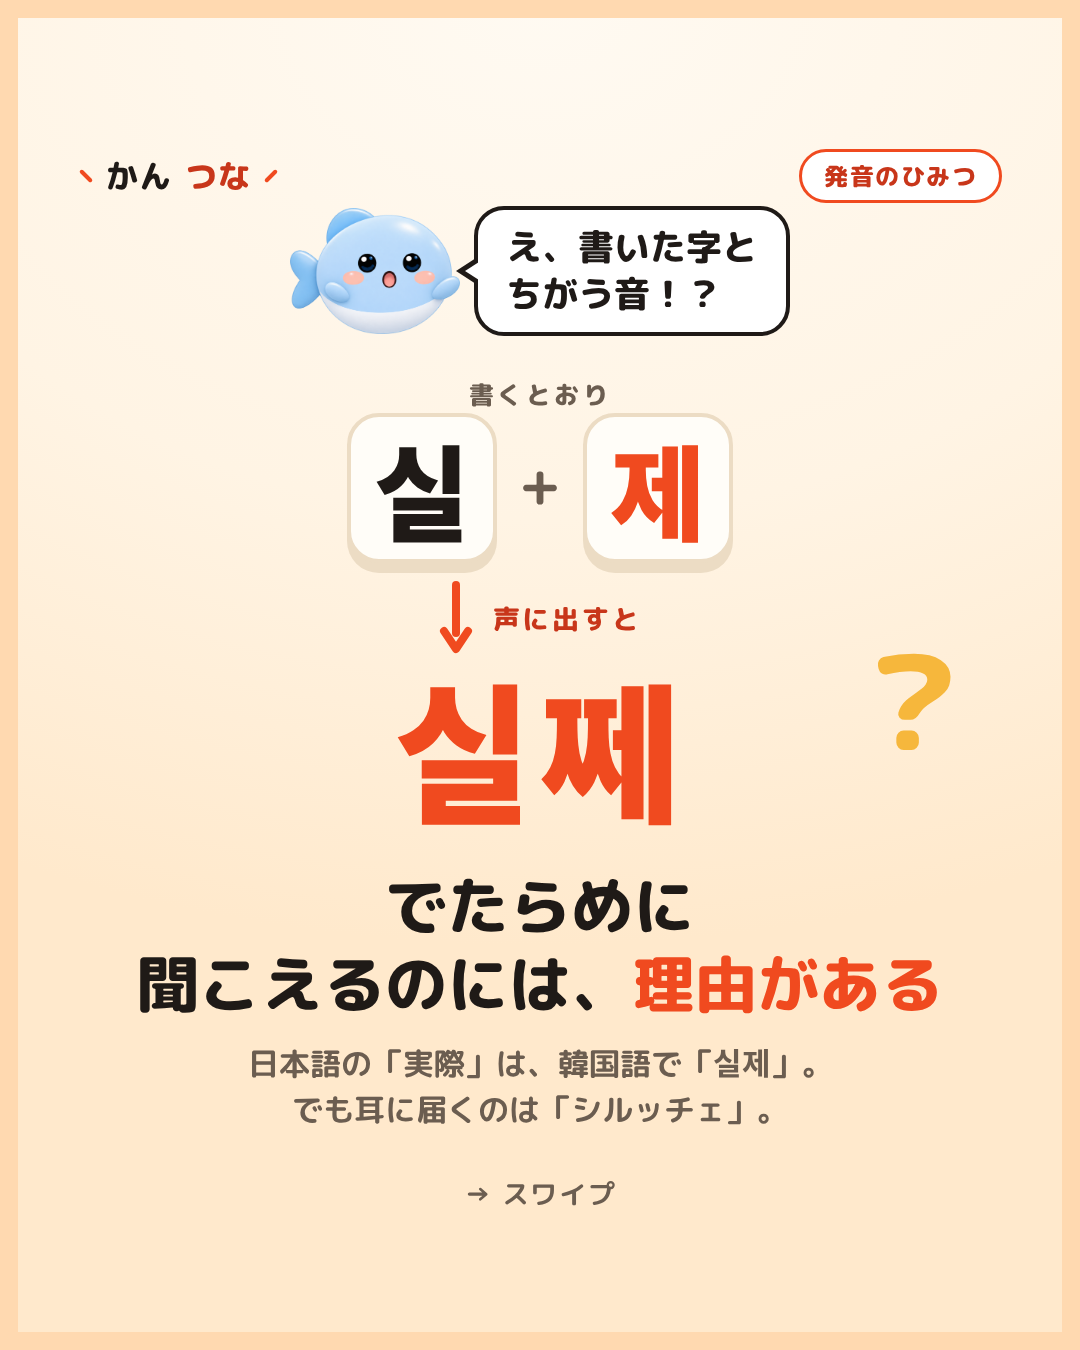 かん つな
発音のひみつ
え、書いた字と
ちがう音！？
書くとおり
실 + 제
声に出すと
실쩨
?
でたらめに
聞こえるのには、理由がある
日本語の「実際」は、韓国語で「실제」。
でも耳に届くのは「シルッチェ」。
→ スワイプ